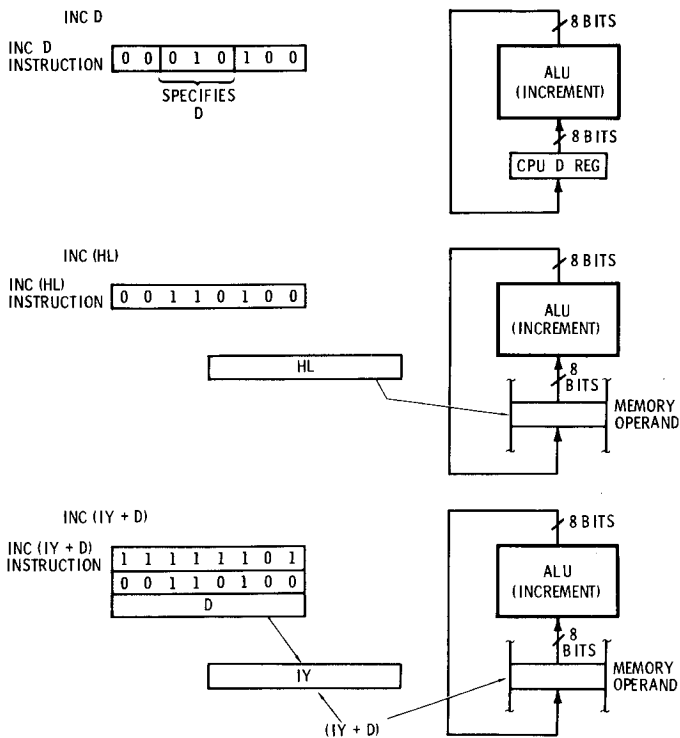 INC D
INC D
INSTRUCTION
0 0 0 1 0 1 0 0
SPECIFIES
D
8 BITS
ALU
(INCREMENT)
8 BITS
CPU D REG
INC (HL)
INC (HL)
INSTRUCTION
0 0 1 1 0 1 0 0
HL
8 BITS
ALU
(INCREMENT)
8
BITS
MEMORY
OPERAND
INC (IY + D)
INC (IY + D)
INSTRUCTION
1 1 1 1 1 1 0 1
0 0 1 1 0 1 0 0
D
IY
(IY + D)
8 BITS
ALU
(INCREMENT)
8
BITS
MEMORY
OPERAND